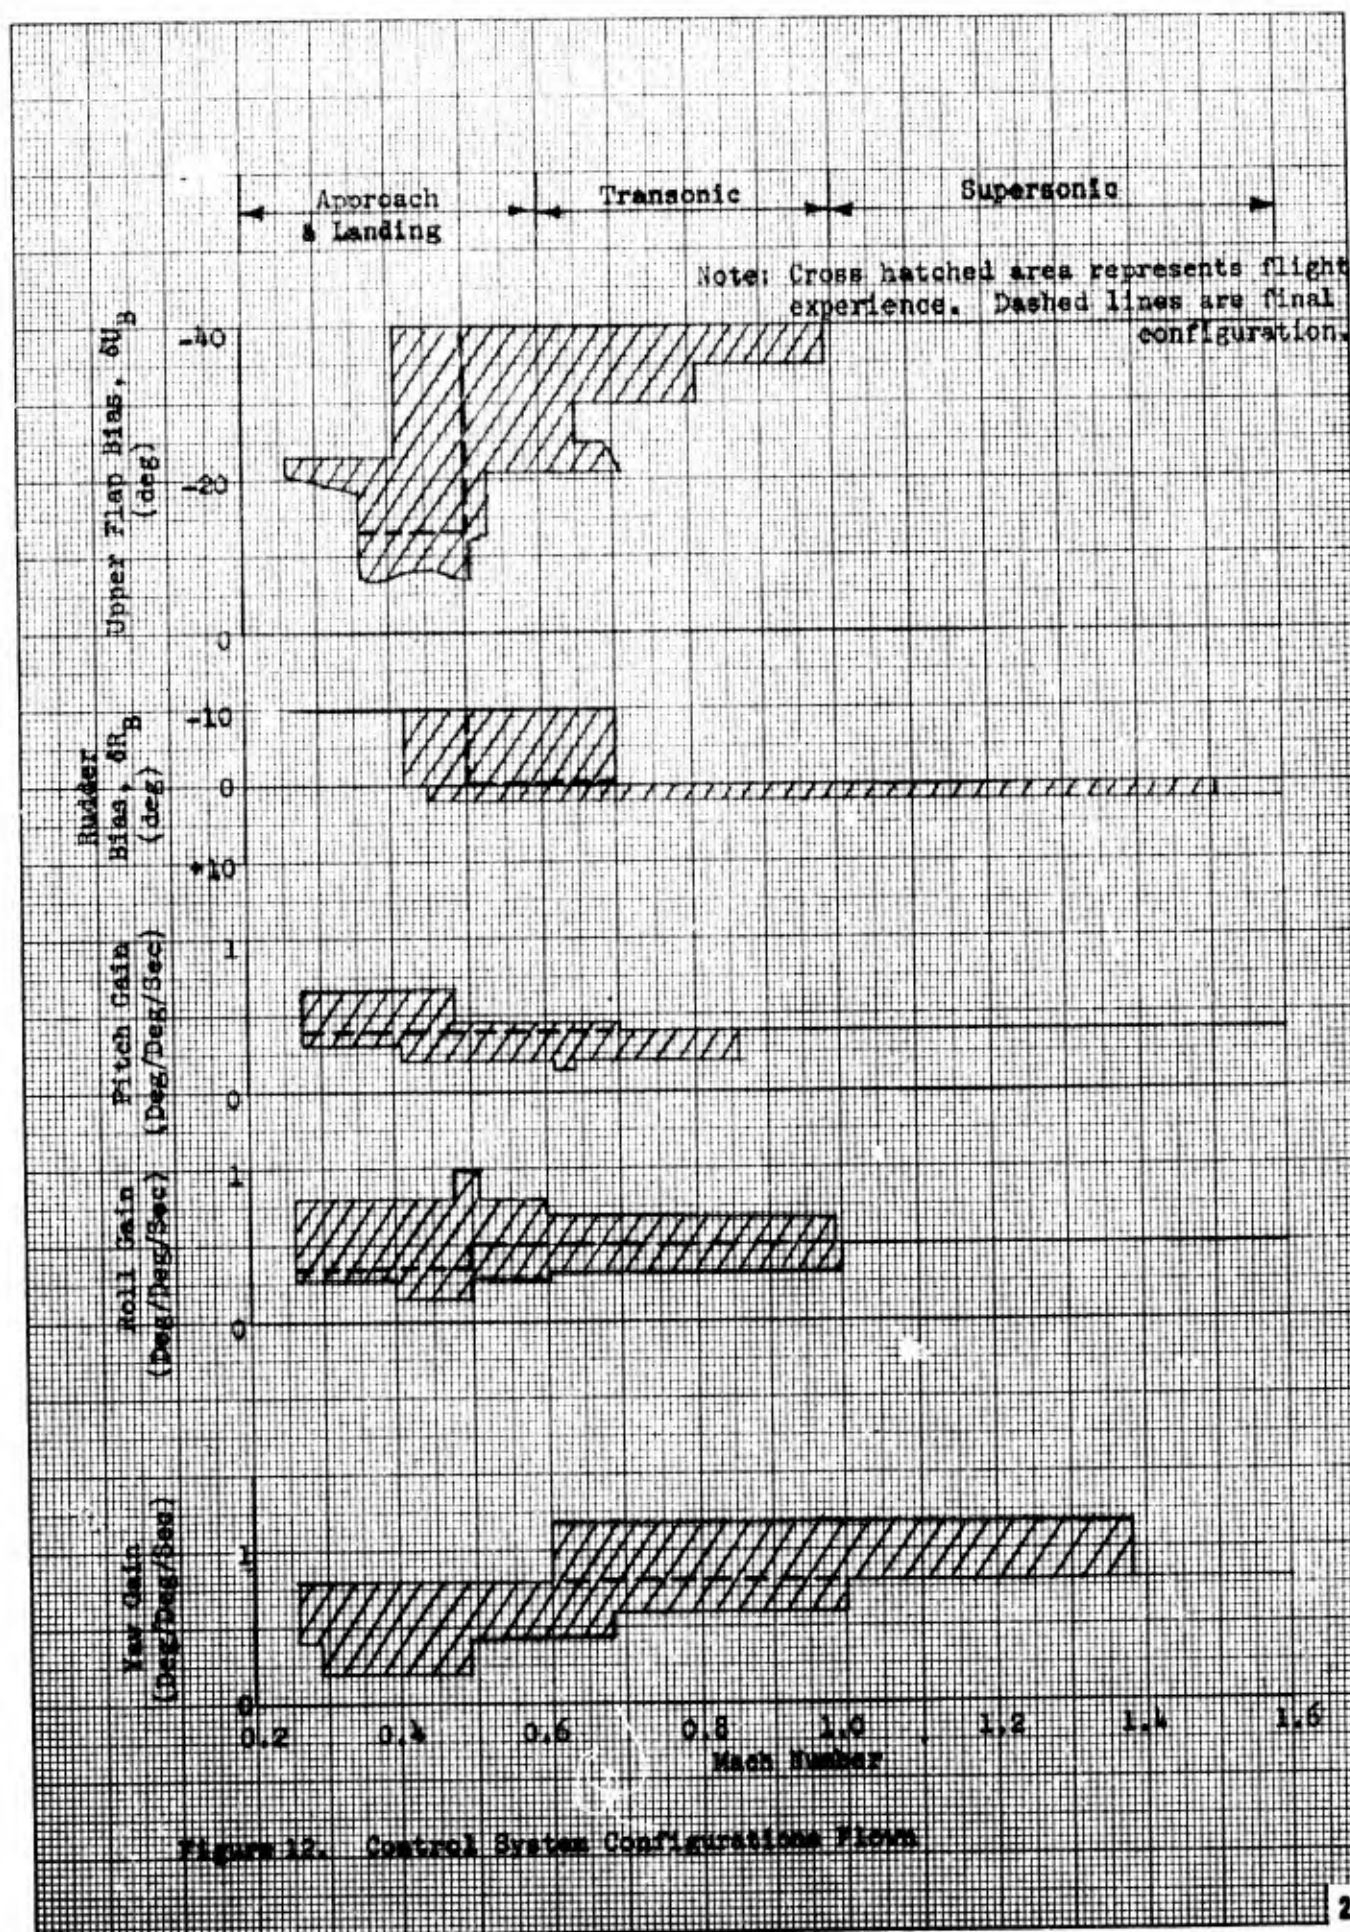 Approach
& Landing
Transonic
Supersonic
Note: Cross hatched area represents flight
experience. Dashed lines are final
configuration.
Upper Flap Bias, δU_B
(deg)
-40
-20
0
Rudder
Bias, δR_B
(deg)
-10
0
+10
Pitch Gain
(Deg/Deg/Sec)
1
0
Roll Gain
(Deg/Deg/Sec)
1
0
Yaw Gain
(Deg/Deg/Sec)
1
0
0.2 0.4 0.6 0.8 1.0 1.2 1.4 1.6
Mach Number
Figure 12. Control System Configurations Flown
2